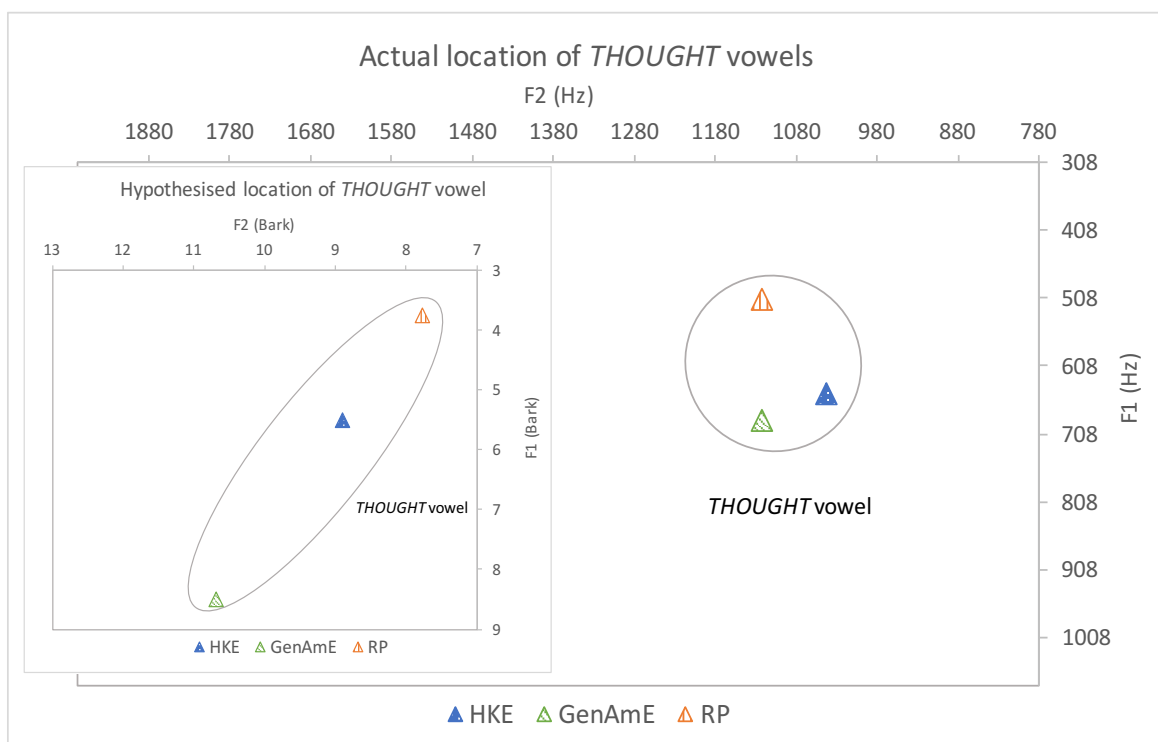 Actual location of THOUGHT vowels
F2 (Hz)
1880 1780 1680 1580 1480 1380 1280 1180 1080 980 880 780
308
408
508
608
708
808
908
1008
F1 (Hz)
THOUGHT vowel
Hypothesised location of THOUGHT vowel
F2 (Bark)
13 12 11 10 9 8 7
3
4
5
6
7
8
9
F1 (Bark)
THOUGHT vowel
HKE GenAmE RP
HKE GenAmE RP